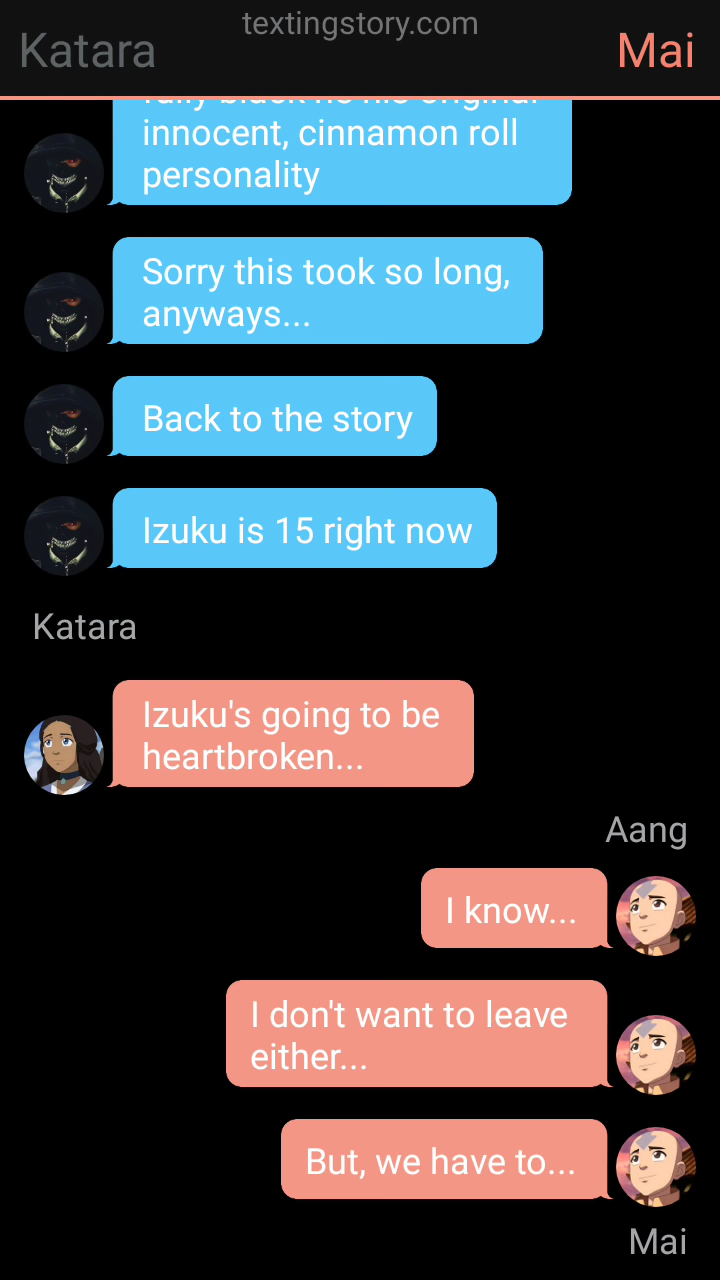 textingstory.com
Katara
Mai
innocent, cinnamon roll
personality
Sorry this took so long,
anyways...
Back to the story
Izuku is 15 right now
Katara
Izuku's going to be
heartbroken...
Aang
I know...
I don't want to leave
either...
But, we have to...
Mai